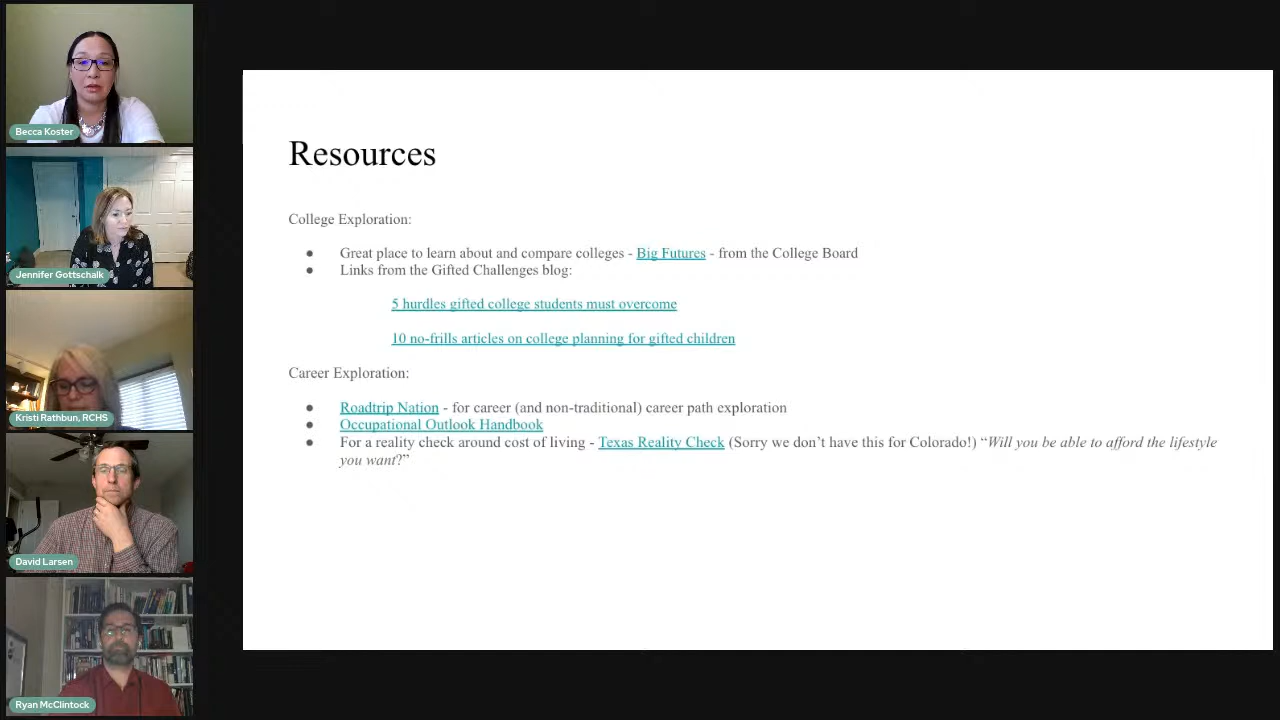 Becca Koster
Jennifer Gottschalk
Kristi Rathbun, RCHS
David Larsen
Ryan McClintock
Resources
College Exploration:
● Great place to learn about and compare colleges - Big Futures - from the College Board
● Links from the Gifted Challenges blog:
5 hurdles gifted college students must overcome
10 no-frills articles on college planning for gifted children
Career Exploration:
● Roadtrip Nation - for career (and non-traditional) career path exploration
● Occupational Outlook Handbook
● For a reality check around cost of living - Texas Reality Check (Sorry we don’t have this for Colorado!) “Will you be able to afford the lifestyle
you want?”